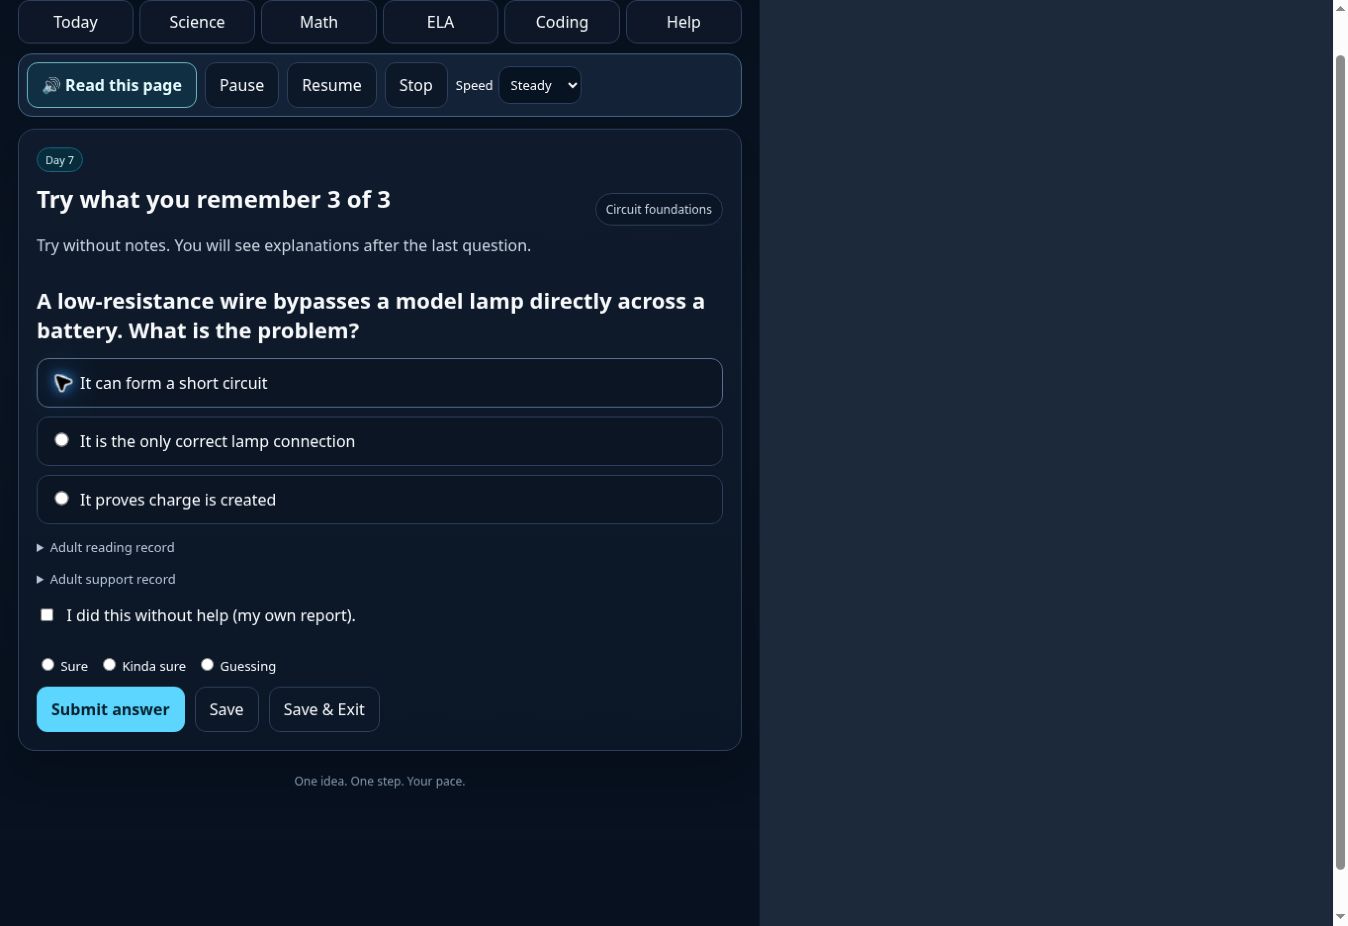 Today Science Math ELA Coding Help
🔊 Read this page Pause Resume Stop Speed Steady
Day 7
Try what you remember 3 of 3
Circuit foundations
Try without notes. You will see explanations after the last question.
A low-resistance wire bypasses a model lamp directly across a
battery. What is the problem?
It can form a short circuit
It is the only correct lamp connection
It proves charge is created
Adult reading record
Adult support record
I did this without help (my own report).
Sure Kinda sure Guessing
Submit answer Save Save & Exit
One idea. One step. Your pace.